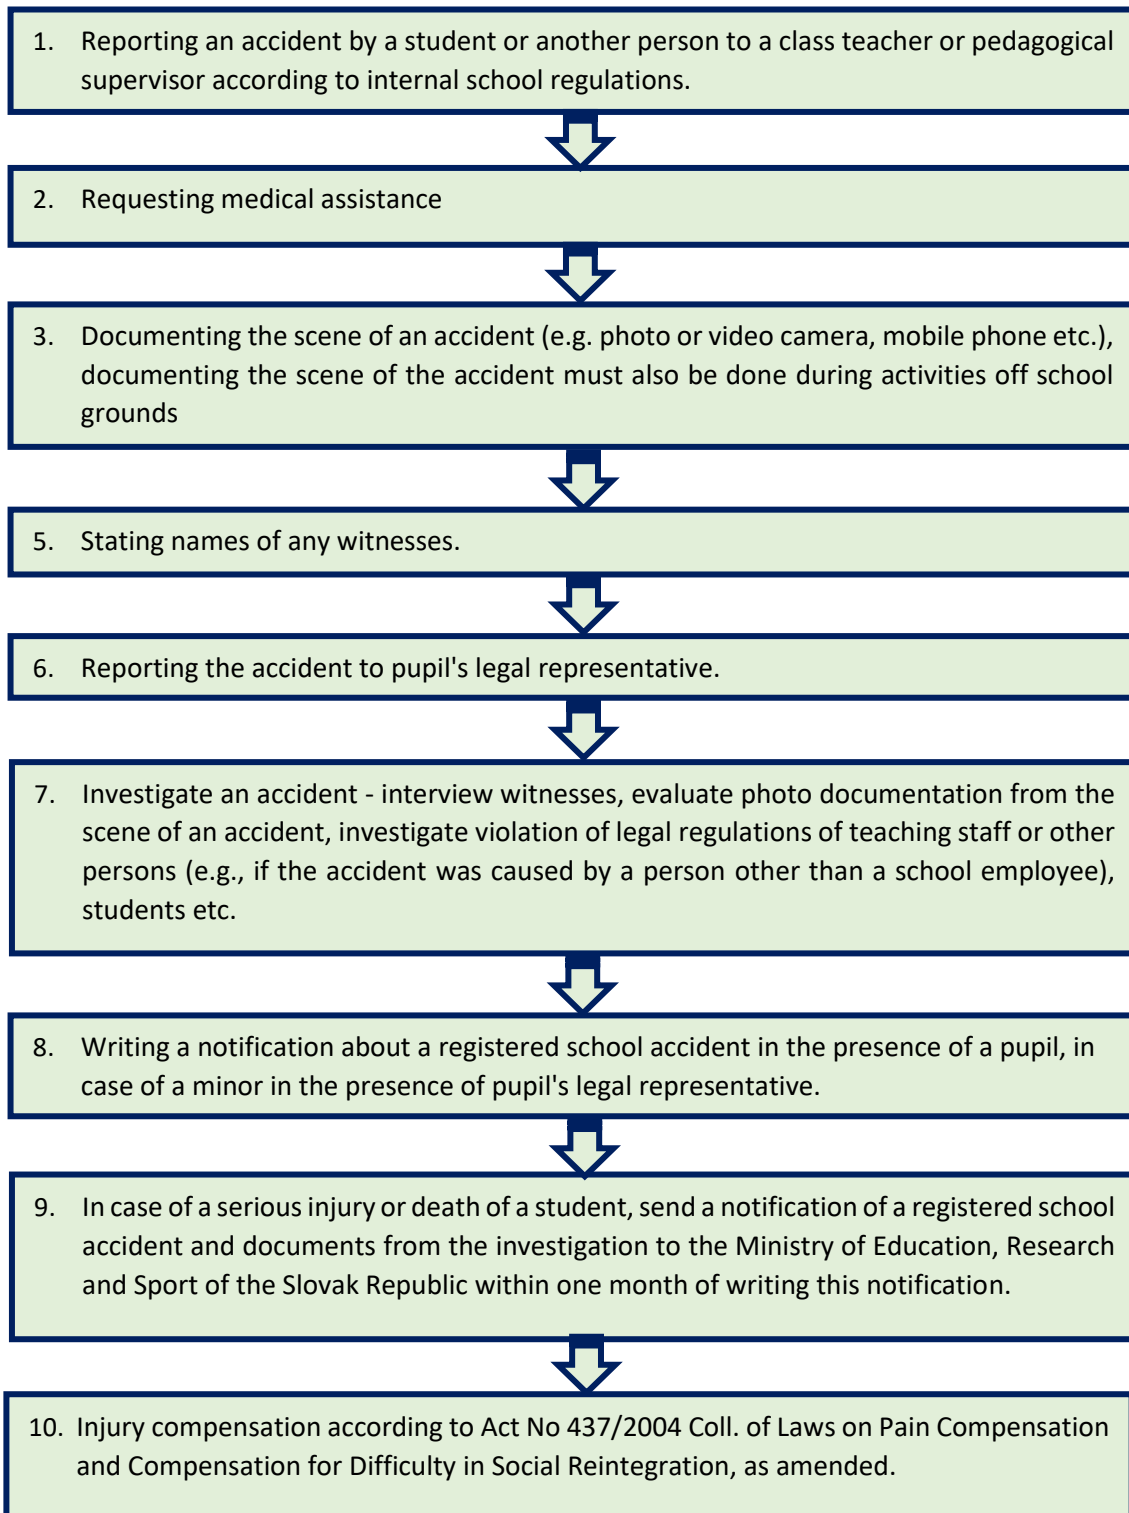 1. Reporting an accident by a student or another person to a class teacher or pedagogical
supervisor according to internal school regulations.
2. Requesting medical assistance
3. Documenting the scene of an accident (e.g. photo or video camera, mobile phone etc.),
documenting the scene of the accident must also be done during activities off school
grounds
5. Stating names of any witnesses.
6. Reporting the accident to pupil's legal representative.
7. Investigate an accident - interview witnesses, evaluate photo documentation from the
scene of an accident, investigate violation of legal regulations of teaching staff or other
persons (e.g., if the accident was caused by a person other than a school employee),
students etc.
8. Writing a notification about a registered school accident in the presence of a pupil, in
case of a minor in the presence of pupil's legal representative.
9. In case of a serious injury or death of a student, send a notification of a registered school
accident and documents from the investigation to the Ministry of Education, Research
and Sport of the Slovak Republic within one month of writing this notification.
10. Injury compensation according to Act No 437/2004 Coll. of Laws on Pain Compensation
and Compensation for Difficulty in Social Reintegration, as amended.